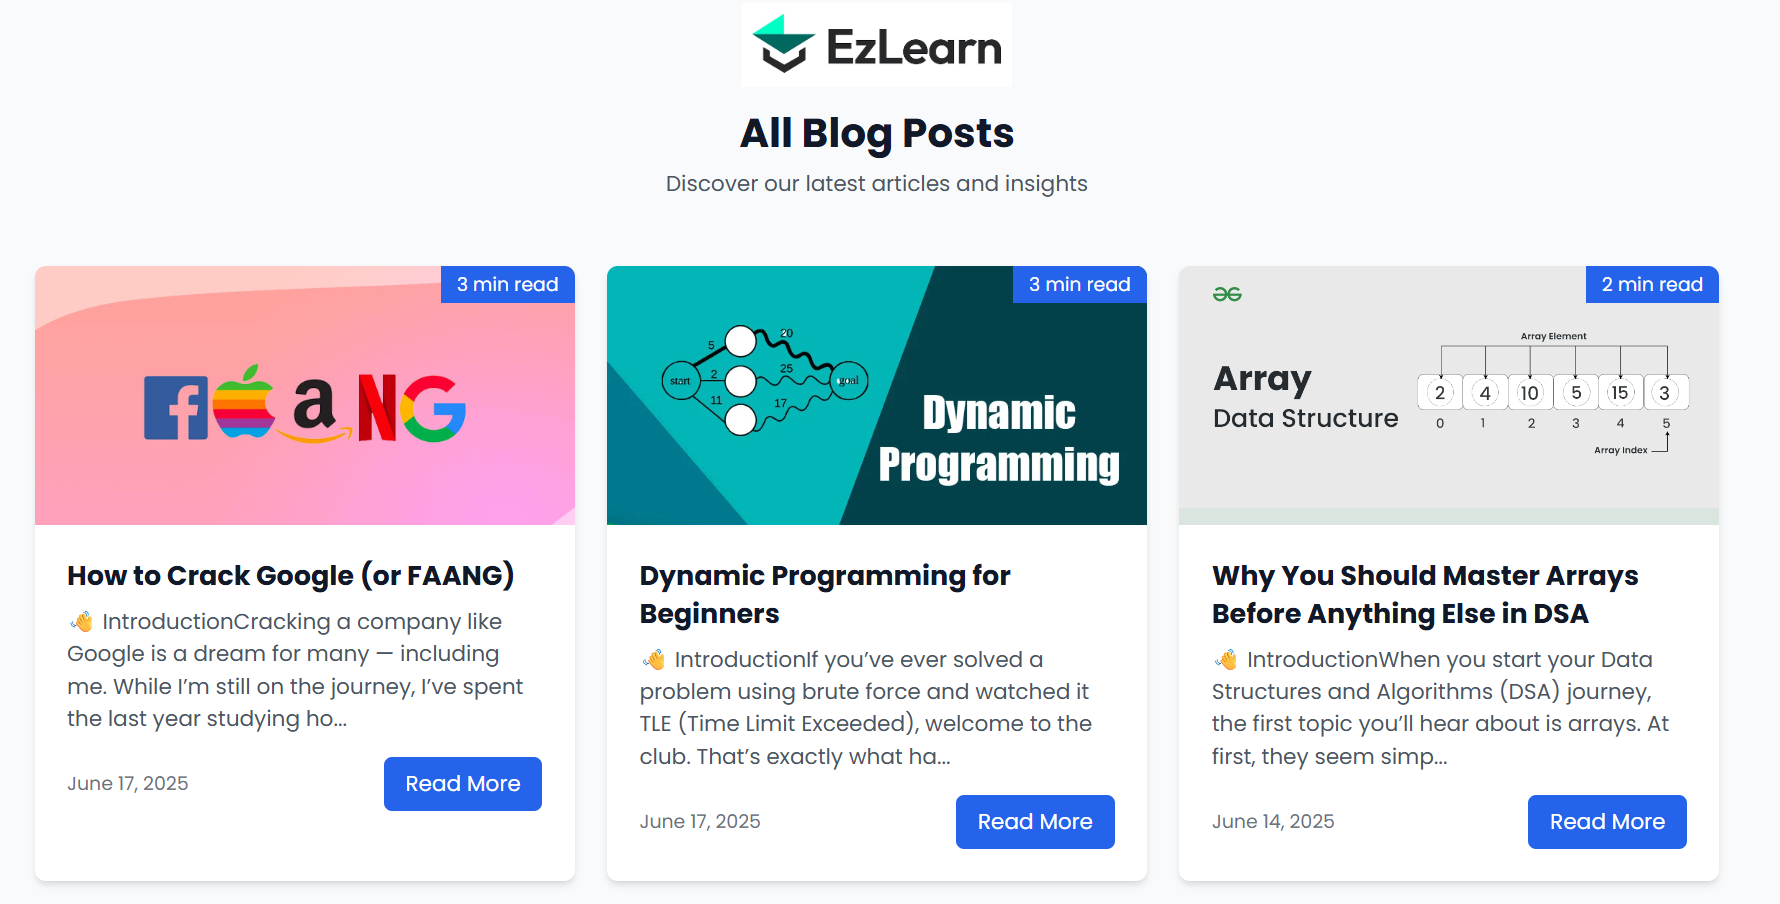 EzLearn
All Blog Posts
Discover our latest articles and insights
3 min read
How to Crack Google (or FAANG)
👋 IntroductionCracking a company like
Google is a dream for many — including
me. While I’m still on the journey, I’ve spent
the last year studying ho...
June 17, 2025
Read More
3 min read
start
5
2
11
20
25
17
goal
Dynamic
Programming
Dynamic Programming for
Beginners
👋 IntroductionIf you’ve ever solved a
problem using brute force and watched it
TLE (Time Limit Exceeded), welcome to the
club. That’s exactly what ha...
June 17, 2025
Read More
2 min read
Array
Data Structure
Array Element
2 4 10 5 15 3
0 1 2 3 4 5
Array Index
Why You Should Master Arrays
Before Anything Else in DSA
👋 IntroductionWhen you start your Data
Structures and Algorithms (DSA) journey,
the first topic you’ll hear about is arrays. At
first, they seem simp...
June 14, 2025
Read More